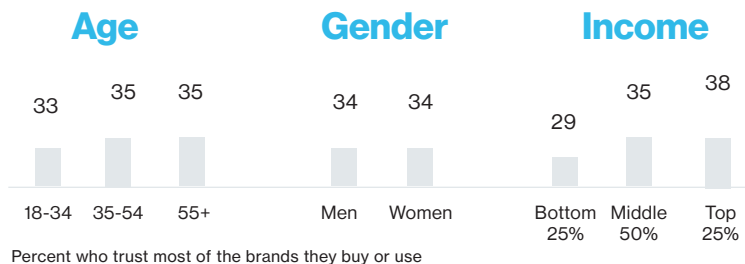 Age
Gender
Income
33
35
35
34
34
29
35
38
18-34
35-54
55+
Men
Women
Bottom
25%
Middle
50%
Top
25%
Percent who trust most of the brands they buy or use